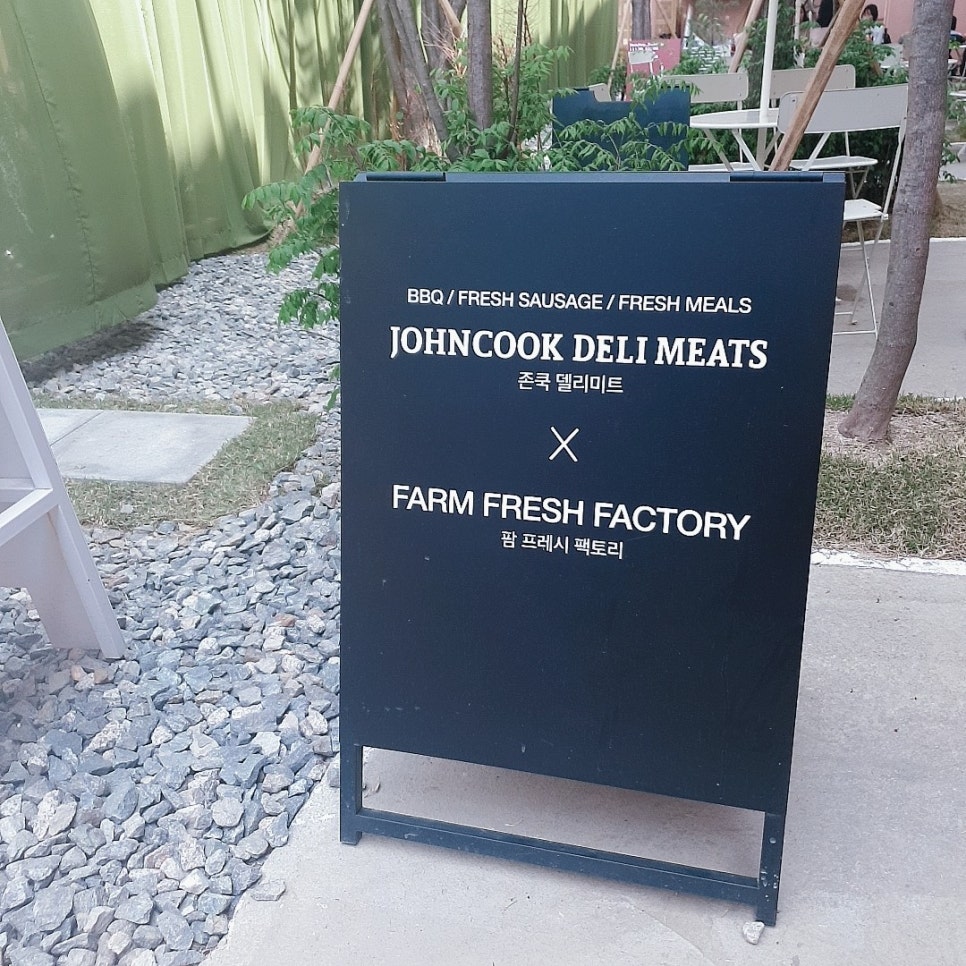 BBQ / FRESH SAUSAGE / FRESH MEALS
JOHNCOOK DELI MEATS
존쿡 델리미트
X
FARM FRESH FACTORY
팜 프레시 팩토리